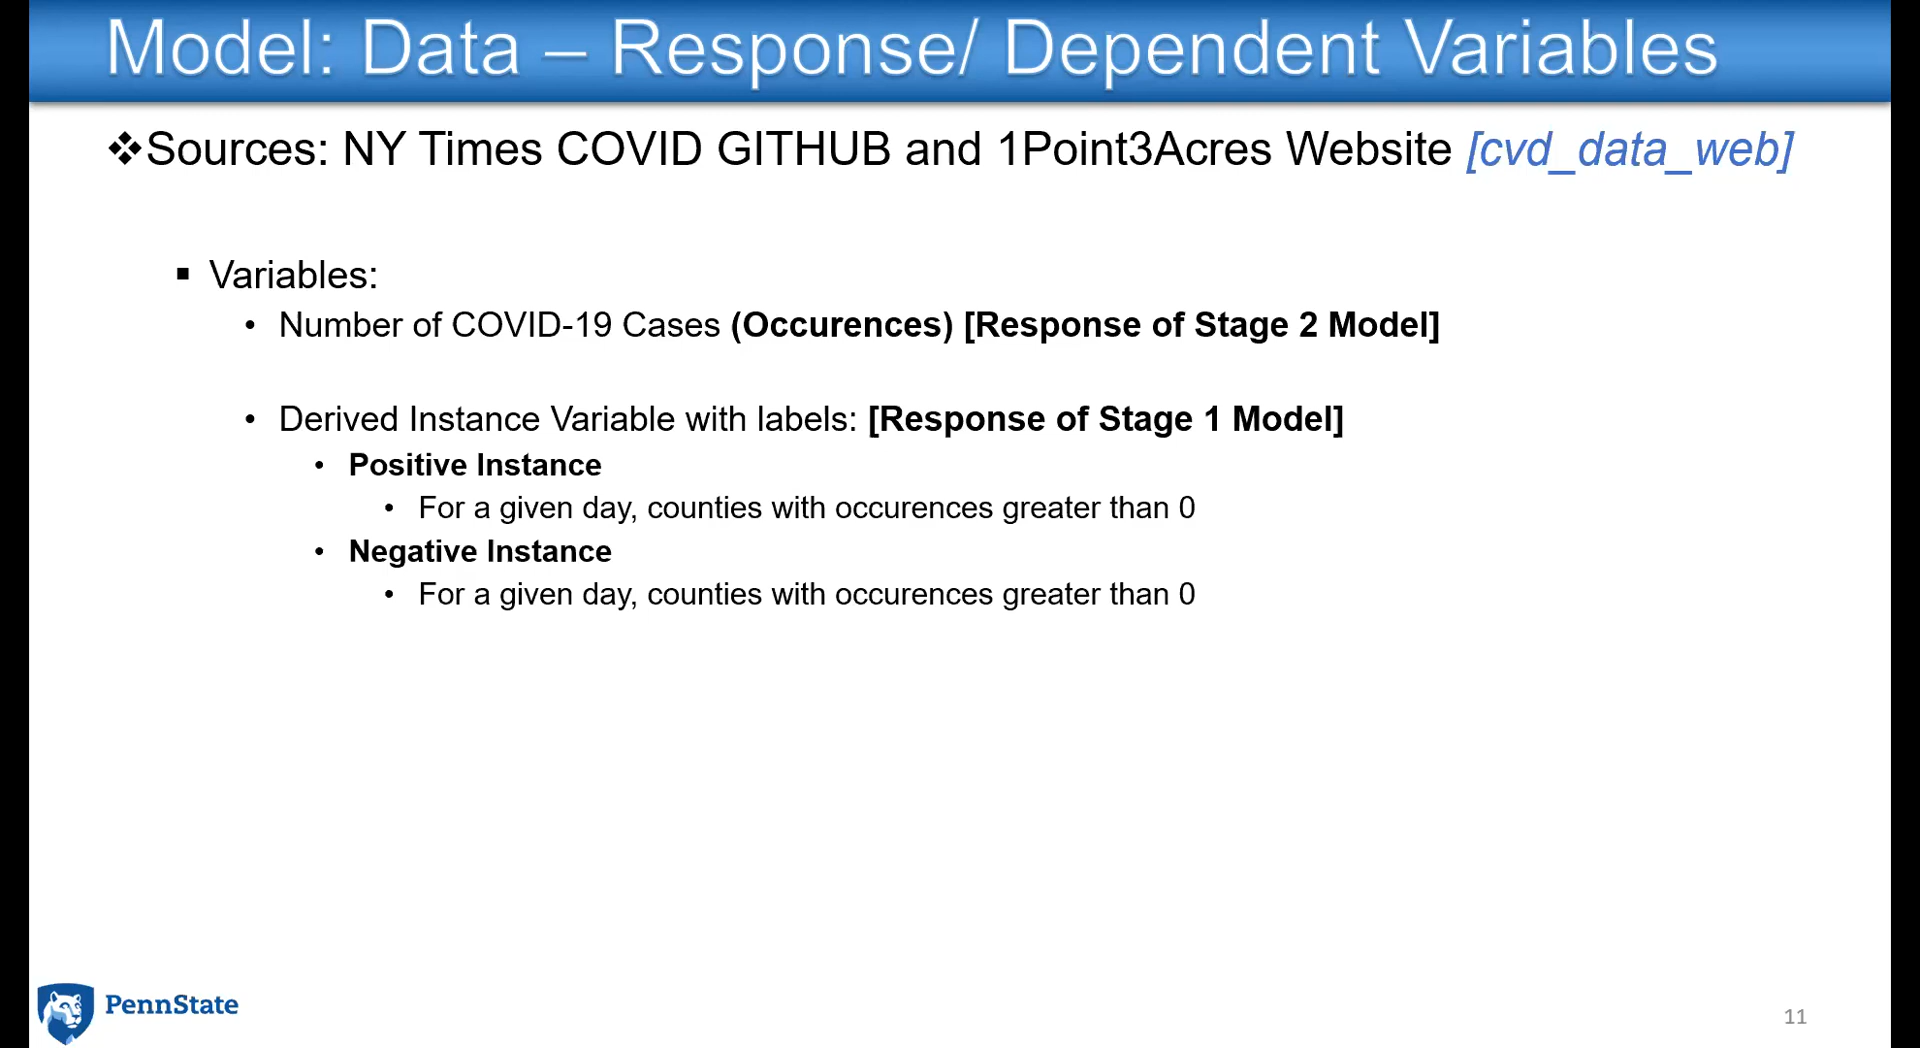 Model: Data – Response/ Dependent Variables
❖Sources: NY Times COVID GITHUB and 1Point3Acres Website [cvd_data_web]
▪ Variables:
• Number of COVID-19 Cases (Occurences) [Response of Stage 2 Model]
• Derived Instance Variable with labels: [Response of Stage 1 Model]
• Positive Instance
• For a given day, counties with occurences greater than 0
• Negative Instance
• For a given day, counties with occurences greater than 0
PennState
11